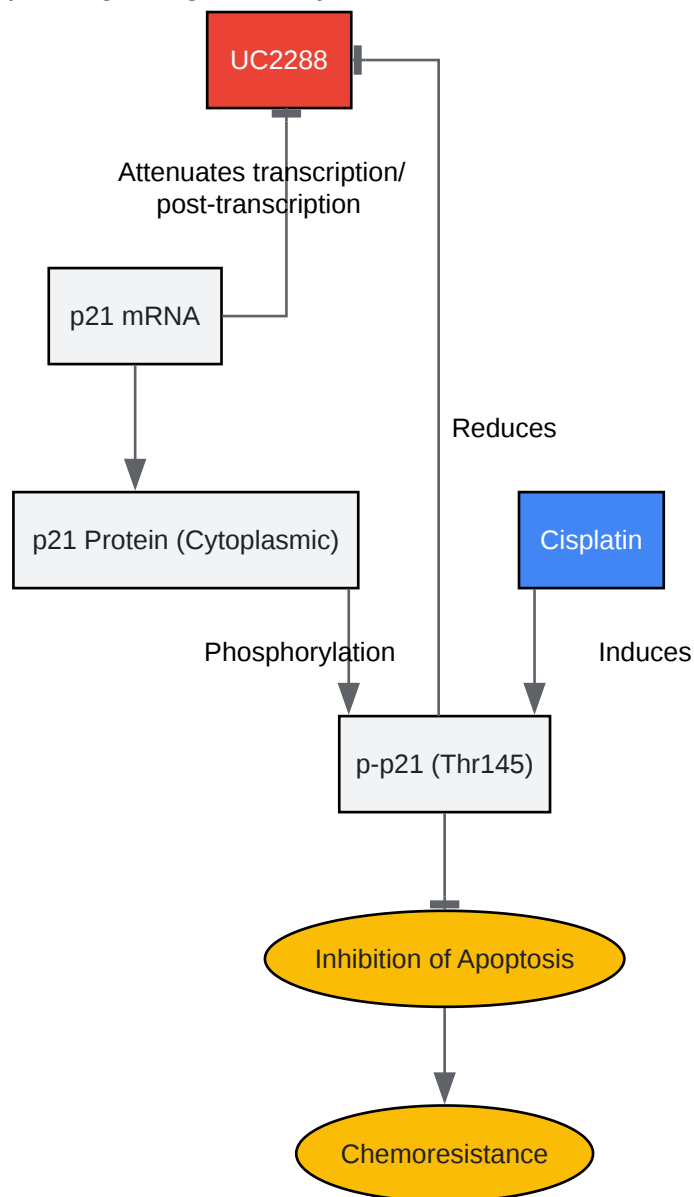 UC2288
Attenuates transcription/
post-transcription
p21 mRNA
Reduces
p21 Protein (Cytoplasmic)
Cisplatin
Phosphorylation
Induces
p-p21 (Thr145)
Inhibition of Apoptosis
Chemoresistance